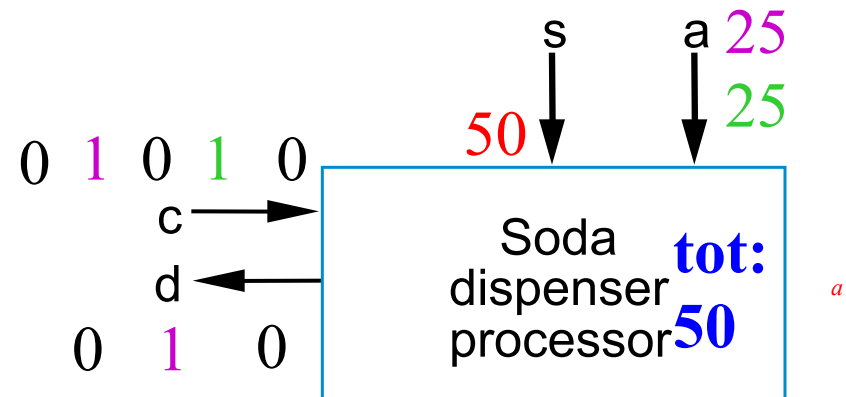 s a 25
25
50
0 1 0 1 0
c
d
0 1 0
Soda
dispenser
processor
tot:
50
a